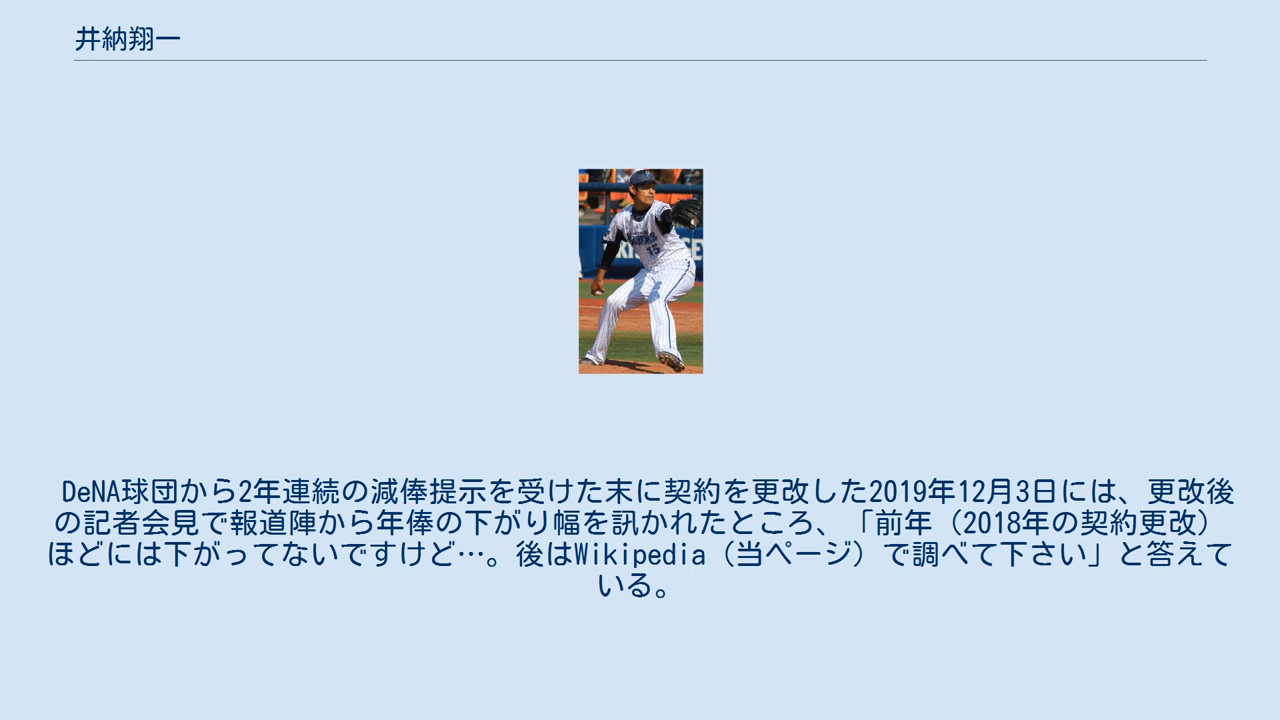 井納翔一
15
DeNA球団から2年連続の減俸提示を受けた末に契約を更改した2019年12月3日には、更改後
の記者会見で報道陣から年俸の下がり幅を訊かれたところ、「前年（2018年の契約更改）
ほどには下がってないですけど…。後はWikipedia（当ページ）で調べて下さい」と答えて
いる。